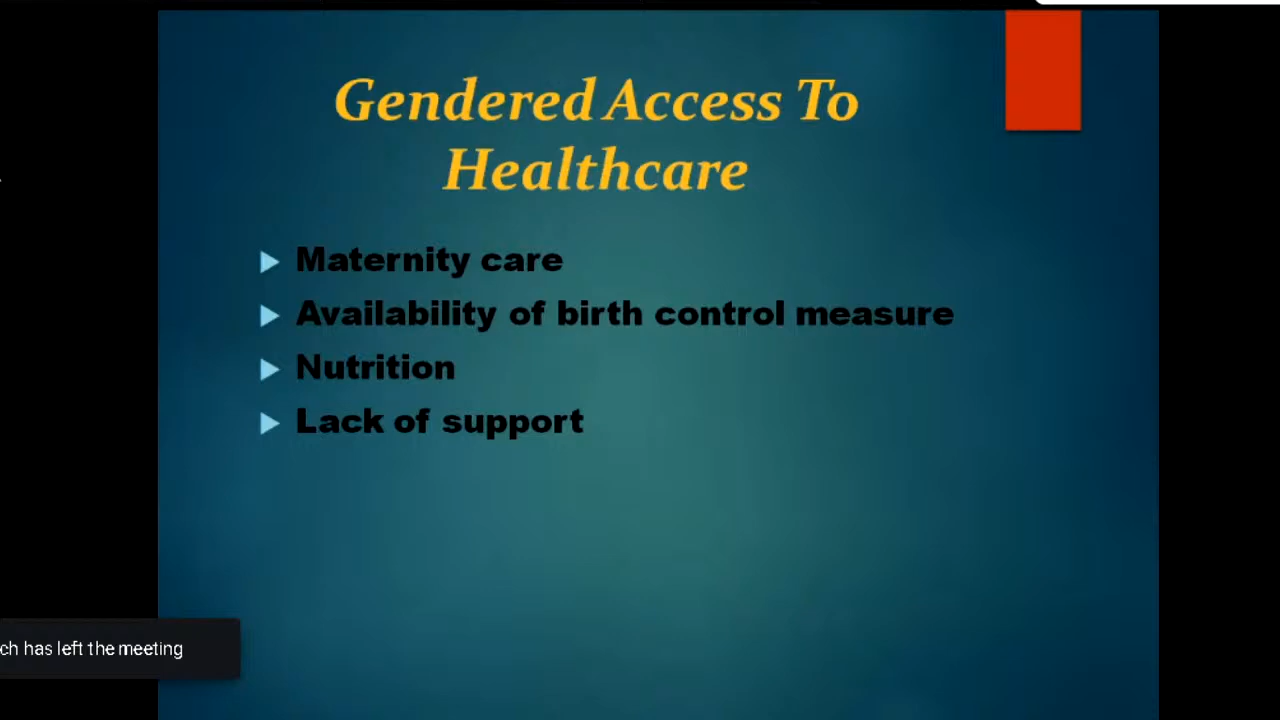 Gendered Access To
Healthcare
Maternity care
Availability of birth control measure
Nutrition
Lack of support
has left the meeting